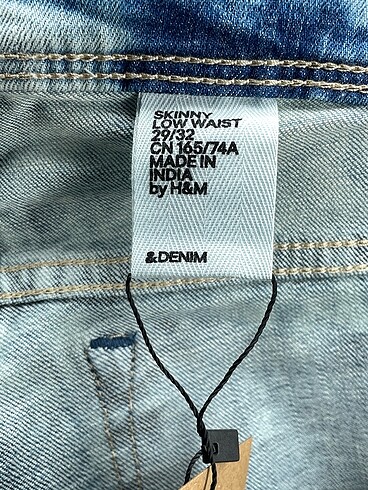 SKINNY
LOW WAIST
29/32
CN 165/74A
MADE IN
INDIA
by H&M
&DENIM